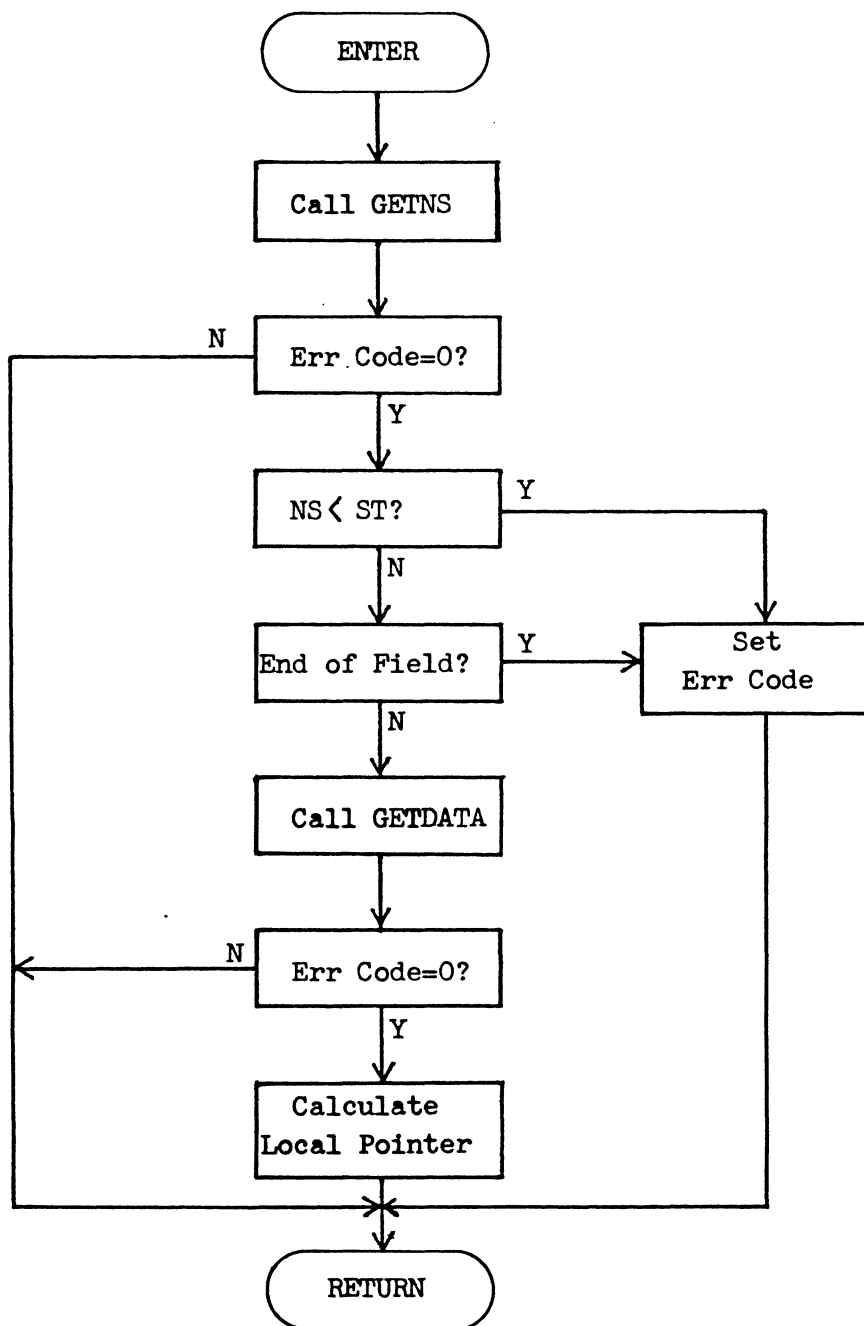 ENTER
Call GETNS
Err Code=0?
N
Y
NS< ST?
Y
N
End of Field?
Y
Set
Err Code
N
Call GETDATA
Err Code=0?
N
Y
Calculate
Local Pointer
RETURN